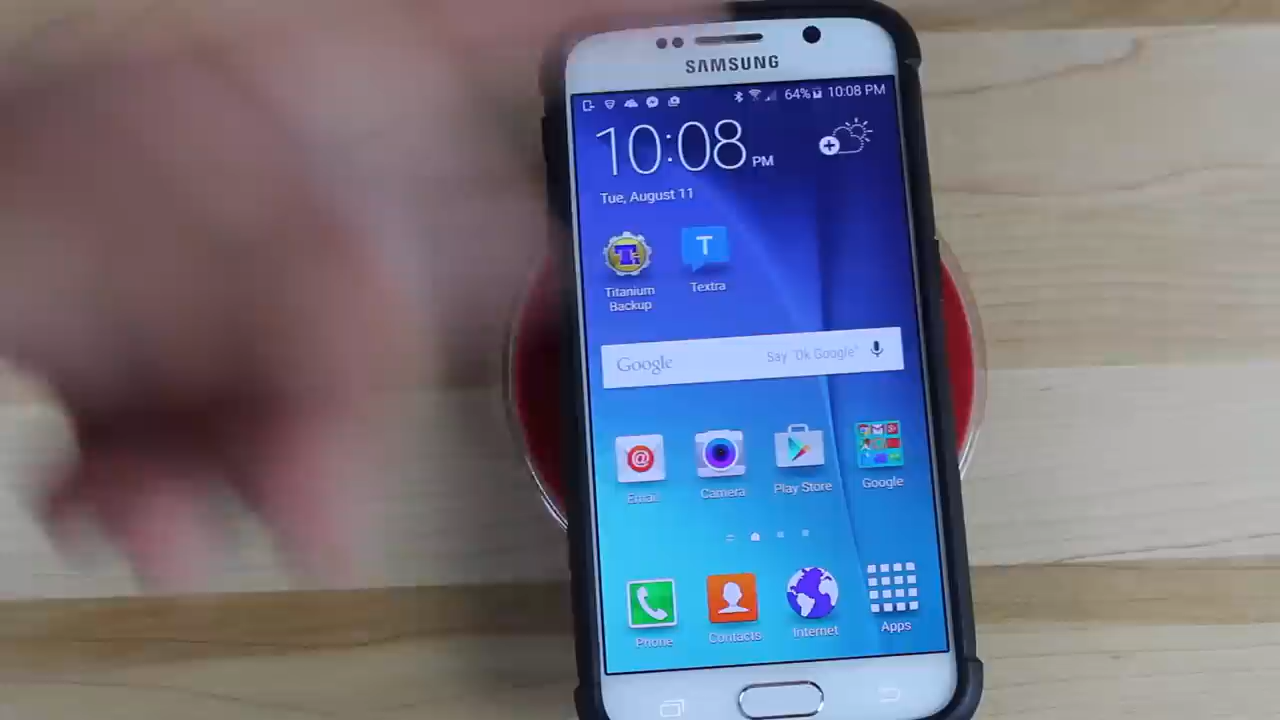 SAMSUNG
64% 10:08 PM
10:08 PM
Tue, August 11
T
Titanium
Backup
Textra
Google
Say "Ok Google"
@
Email
Camera
Play Store
Google
Phone
Contacts
Internet
Apps